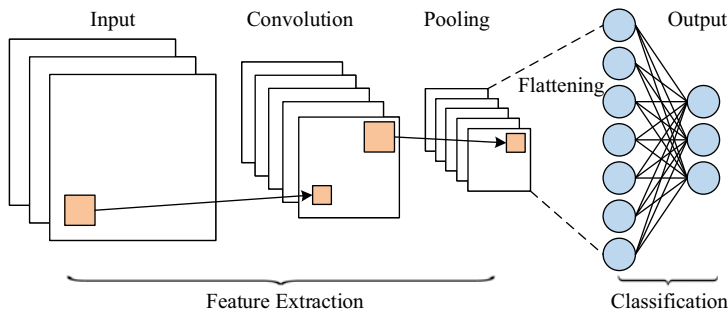 Input
Convolution
Pooling
Output
Flattening
Feature Extraction
Classification